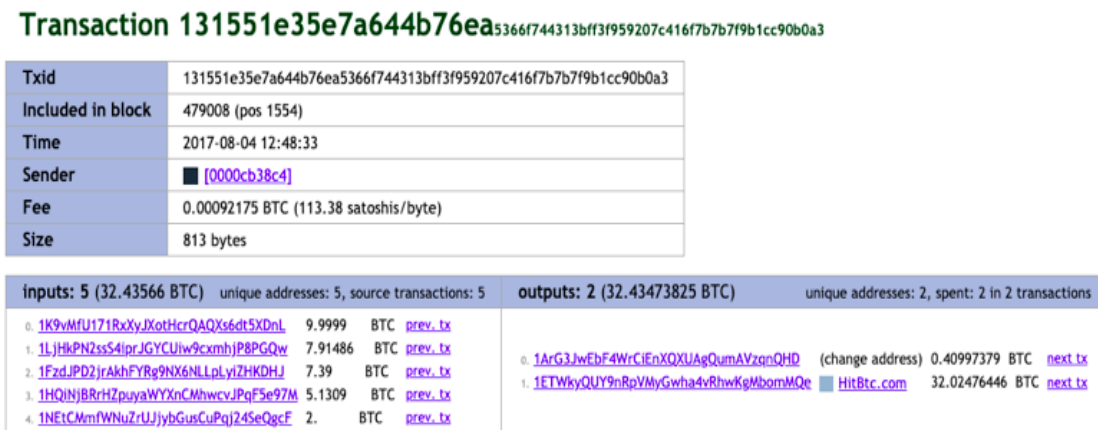 Transaction 131551e35e7a644b76ea5366f744313bff3f959207c416f7b7b7f9b1cc90b0a3
Txid 131551e35e7a644b76ea5366f744313bff3f959207c416f7b7b7f9b1cc90b0a3
Included in block 479008 (pos 1554)
Time 2017-08-04 12:48:33
Sender [0000cb38c4]
Fee 0.00092175 BTC (113.38 satoshis/byte)
Size 813 bytes
inputs: 5 (32.43566 BTC) unique addresses: 5, source transactions: 5
0. 1K9vMfU171RxXyJXotHcrQAQXs6dt5XDnL 9.9999 BTC prev. tx
1. 1LjHkPN2ssS4iprJGYCUiw9cxmhjP8PGQw 7.91486 BTC prev. tx
2. 1FzdJPD2jrAkhFYRg9NX6NLLpLyiZHKDHJ 7.39 BTC prev. tx
3. 1HQiNjBRrHZpuyaWYXnCMhwcvJPqF5e97M 5.1309 BTC prev. tx
4. 1NEtCMmfWNuZrUJjybGusCuPqj24SeQgcF 2. BTC prev. tx
outputs: 2 (32.43473825 BTC) unique addresses: 2, spent: 2 in 2 transactions
0. 1ArG3JwEbF4WrCiEnXQXUAgQumAVzqnQHD (change address) 0.40997379 BTC next tx
1. 1ETWkyQUY9nRpVMyGwha4vRhwKgMbomMQe HitBtc.com 32.02476446 BTC next tx